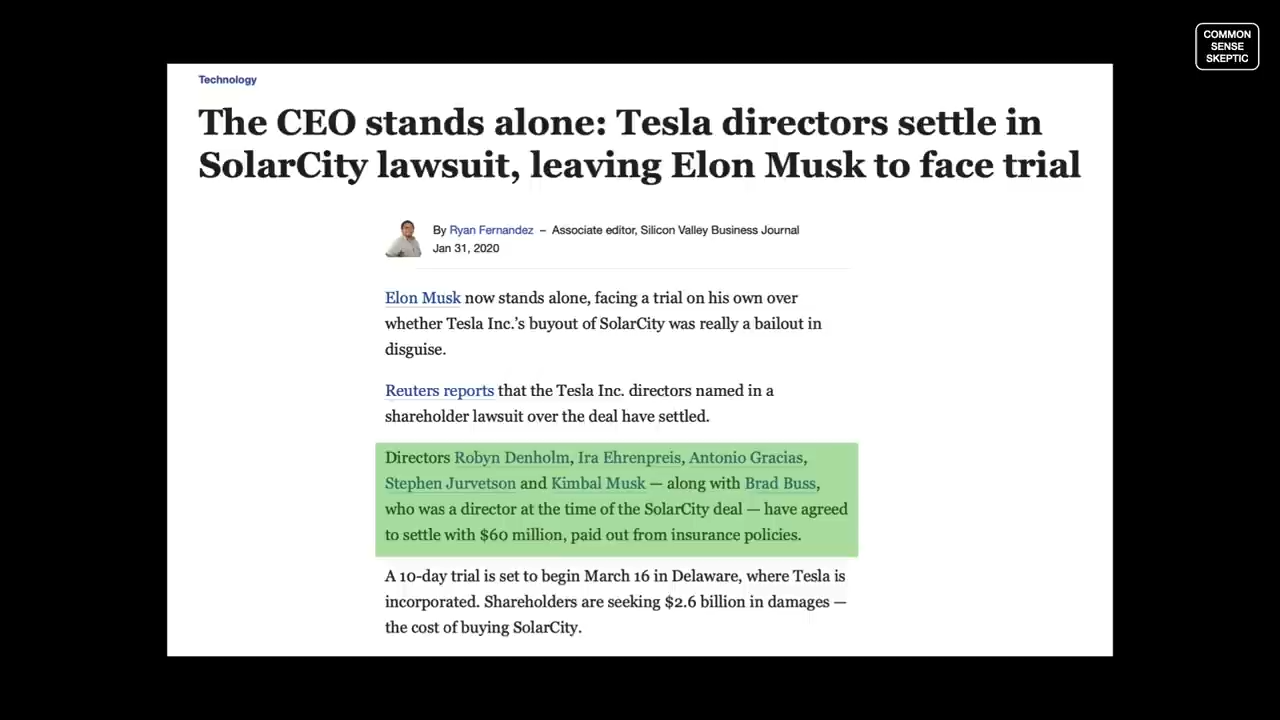 COMMON
SENSE
SKEPTIC
Technology
The CEO stands alone: Tesla directors settle in
SolarCity lawsuit, leaving Elon Musk to face trial
By Ryan Fernandez – Associate editor, Silicon Valley Business Journal
Jan 31, 2020
Elon Musk now stands alone, facing a trial on his own over
whether Tesla Inc.’s buyout of SolarCity was really a bailout in
disguise.
Reuters reports that the Tesla Inc. directors named in a
shareholder lawsuit over the deal have settled.
Directors Robyn Denholm, Ira Ehrenpreis, Antonio Gracias,
Stephen Jurvetson and Kimbal Musk — along with Brad Buss,
who was a director at the time of the SolarCity deal — have agreed
to settle with $60 million, paid out from insurance policies.
A 10-day trial is set to begin March 16 in Delaware, where Tesla is
incorporated. Shareholders are seeking $2.6 billion in damages —
the cost of buying SolarCity.